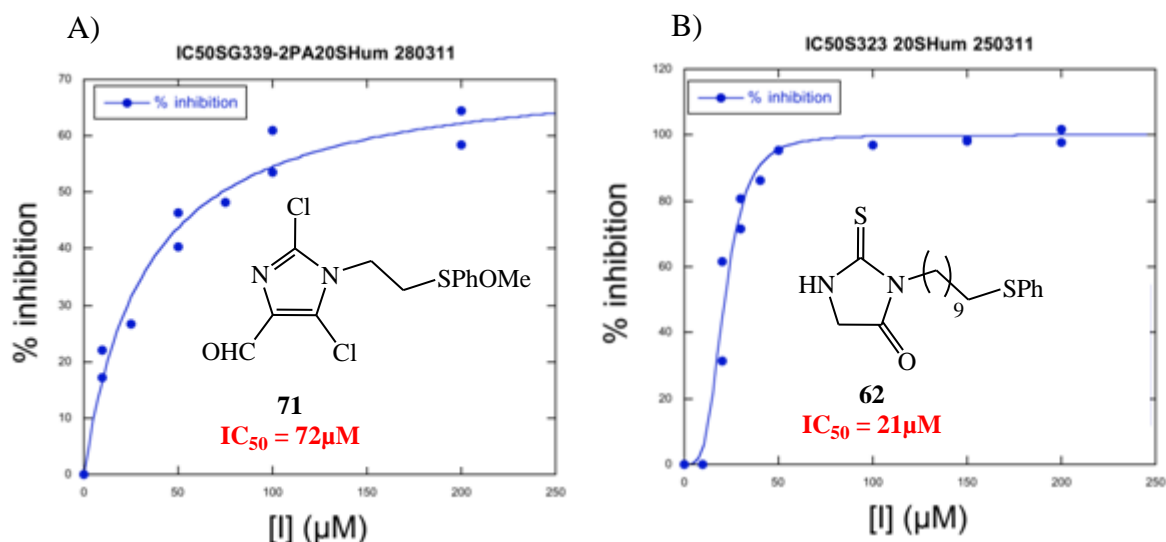 A)
IC50SG339-2PA20SHum 280311
% inhibition
70
60
50
40
30
20
10
0
% inhibition
0
50
100
150
200
250
[I] (µM)
Cl
N
N
SPhOMe
OHC
Cl
71
IC50 = 72µM
B)
IC50S323 20SHum 250311
% inhibition
120
100
80
60
40
20
0
% inhibition
0
50
100
150
200
250
[I] (µM)
S
HN
N
9
SPh
O
62
IC50 = 21µM